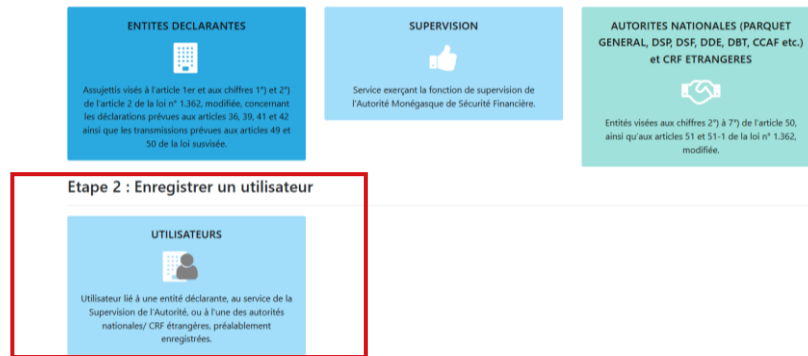 ENTITES DECLARANTES
Assujettis visés à l'article 1er et aux chiffres 1°) et 2°)
de l'article 2 de la loi n° 1.362, modifiée, concernant
les déclarations prévues aux articles 36, 39, 41 et 42
ainsi que les transmissions prévues aux articles 49 et
50 de la loi susvisée.
SUPERVISION
Service exerçant la fonction de supervision de
l'Autorité Monégasque de Sécurité Financière.
AUTORITES NATIONALES (PARQUET
GENERAL, DSP, DSF, DDE, DBT, CCAF etc.)
et CRF ETRANGERES
Entités visées aux chiffres 2°) à 7°) de l'article 50,
ainsi qu'aux articles 51 et 51-1 de la loi n° 1.362,
modifiée.
Etape 2 : Enregistrer un utilisateur
UTILISATEURS
Utilisateur lié à une entité déclarante, au service de la
Supervision de l'Autorité, ou à l'une des autorités
nationales/ CRF étrangères, préalablement
enregistrées.